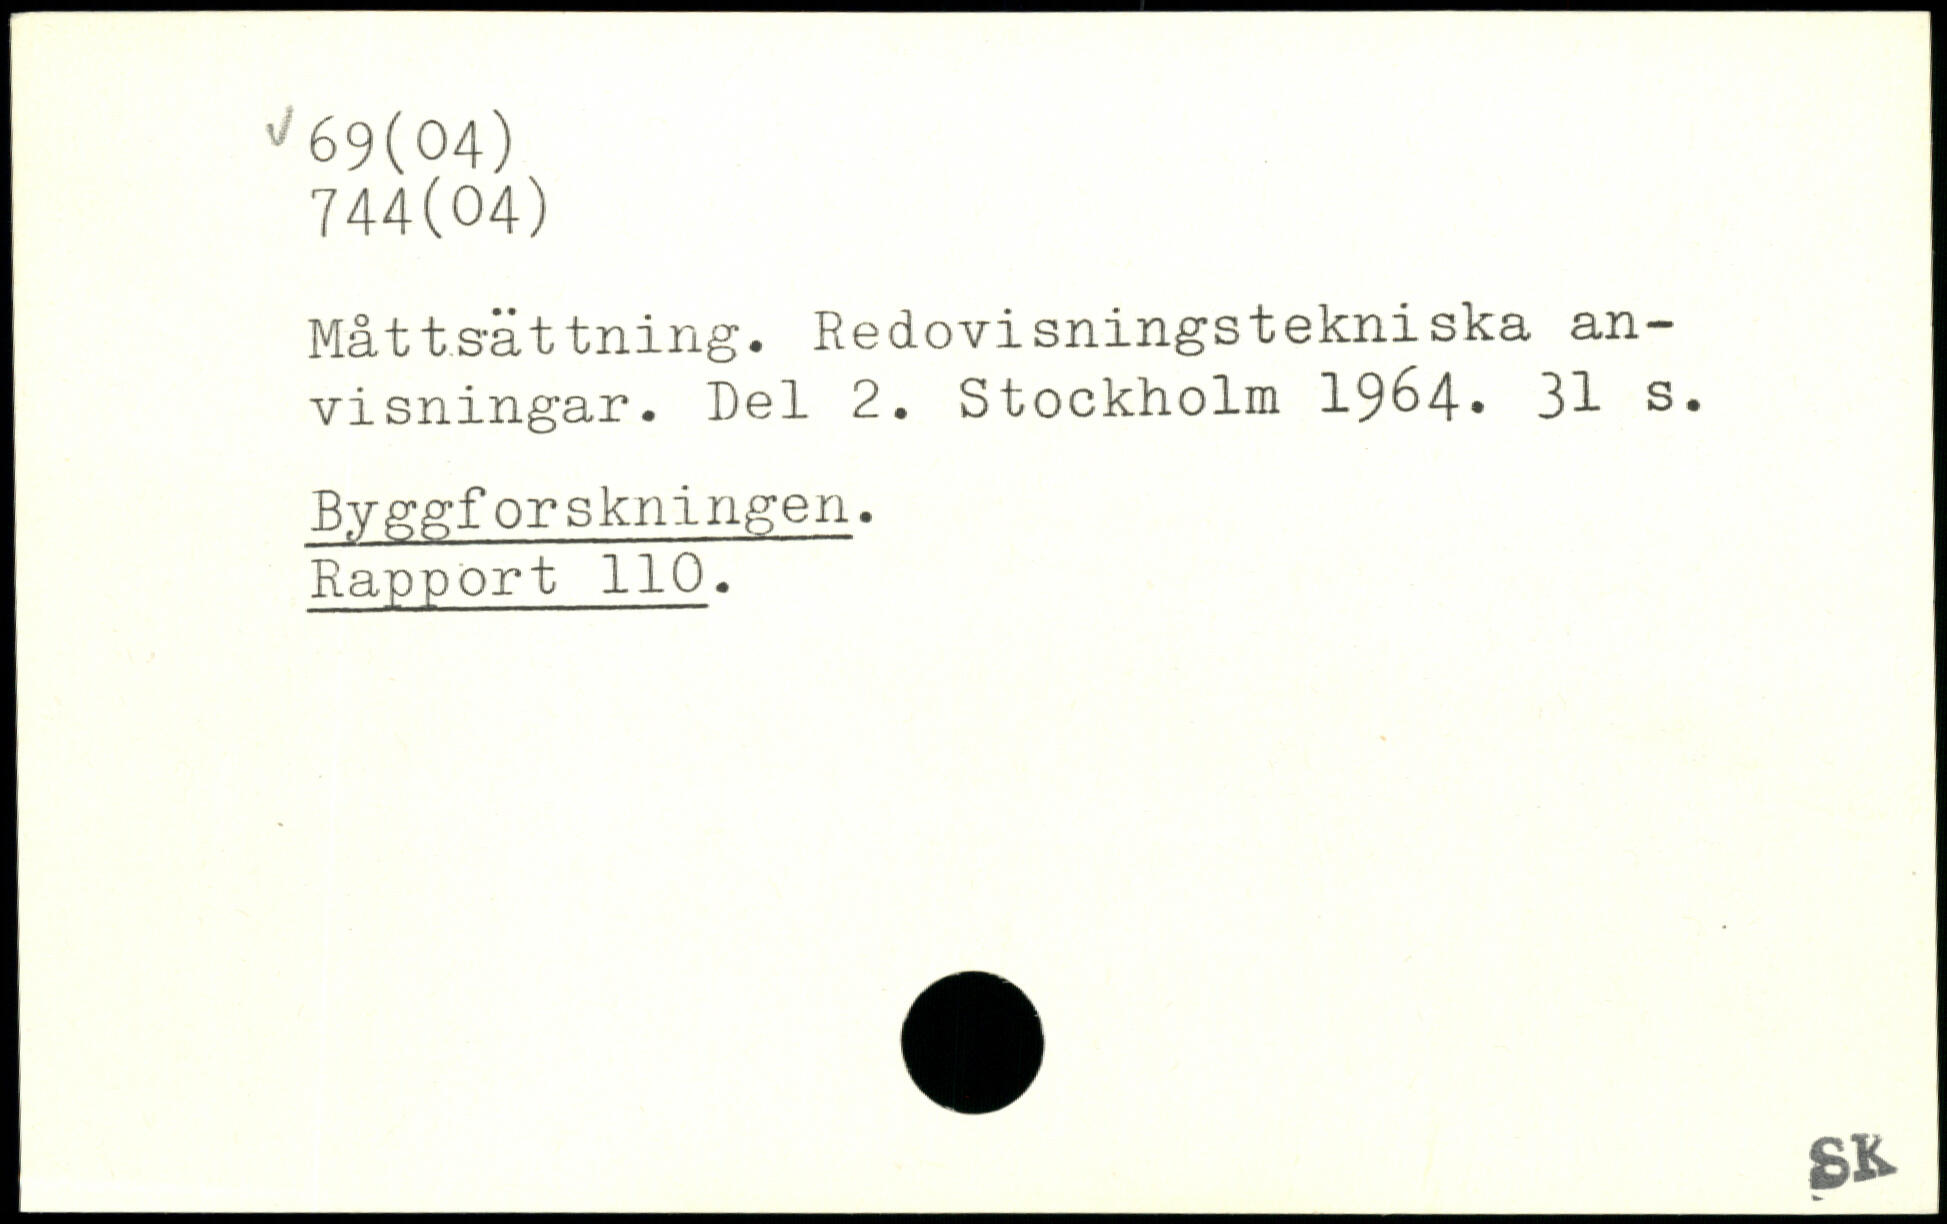 √69(04)
744(04)
Måttsättning. Redovisningstekniska an-
visningar. Del 2. Stockholm 1964. 31 s.
Byggforskningen.
Rapport 110.
SK